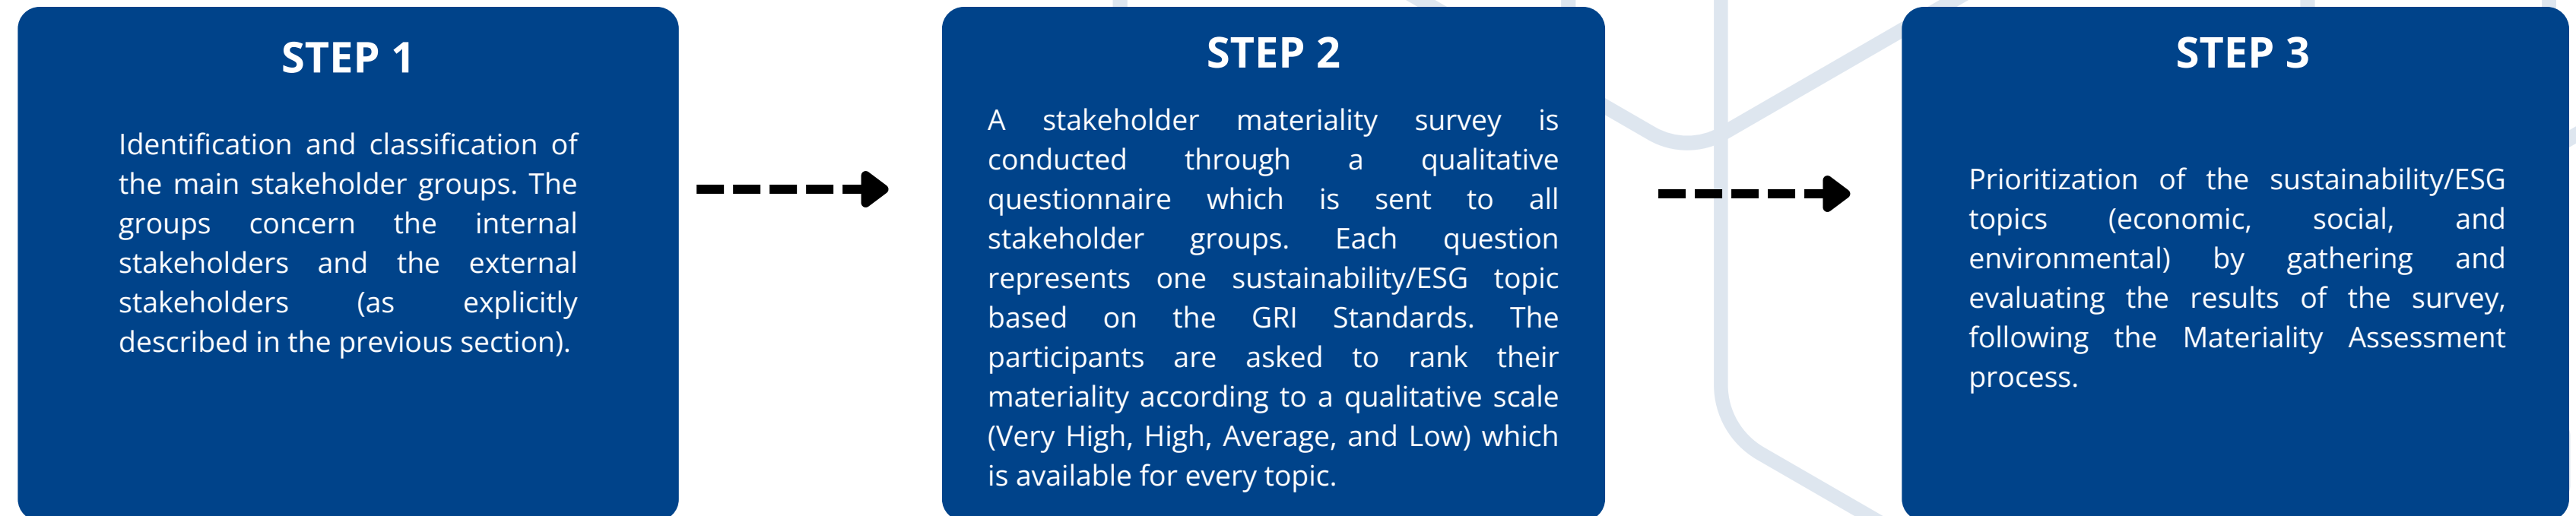 STEP 1
Identification and classification of
the main stakeholder groups. The
groups concern the internal
stakeholders and the external
stakeholders (as explicitly
described in the previous section).
STEP 2
A stakeholder materiality survey is
conducted through a qualitative
questionnaire which is sent to all
stakeholder groups. Each question
represents one sustainability/ESG topic
based on the GRI Standards. The
participants are asked to rank their
materiality according to a qualitative scale
(Very High, High, Average, and Low) which
is available for every topic.
STEP 3
Prioritization of the sustainability/ESG
topics (economic, social, and
environmental) by gathering and
evaluating the results of the survey,
following the Materiality Assessment
process.